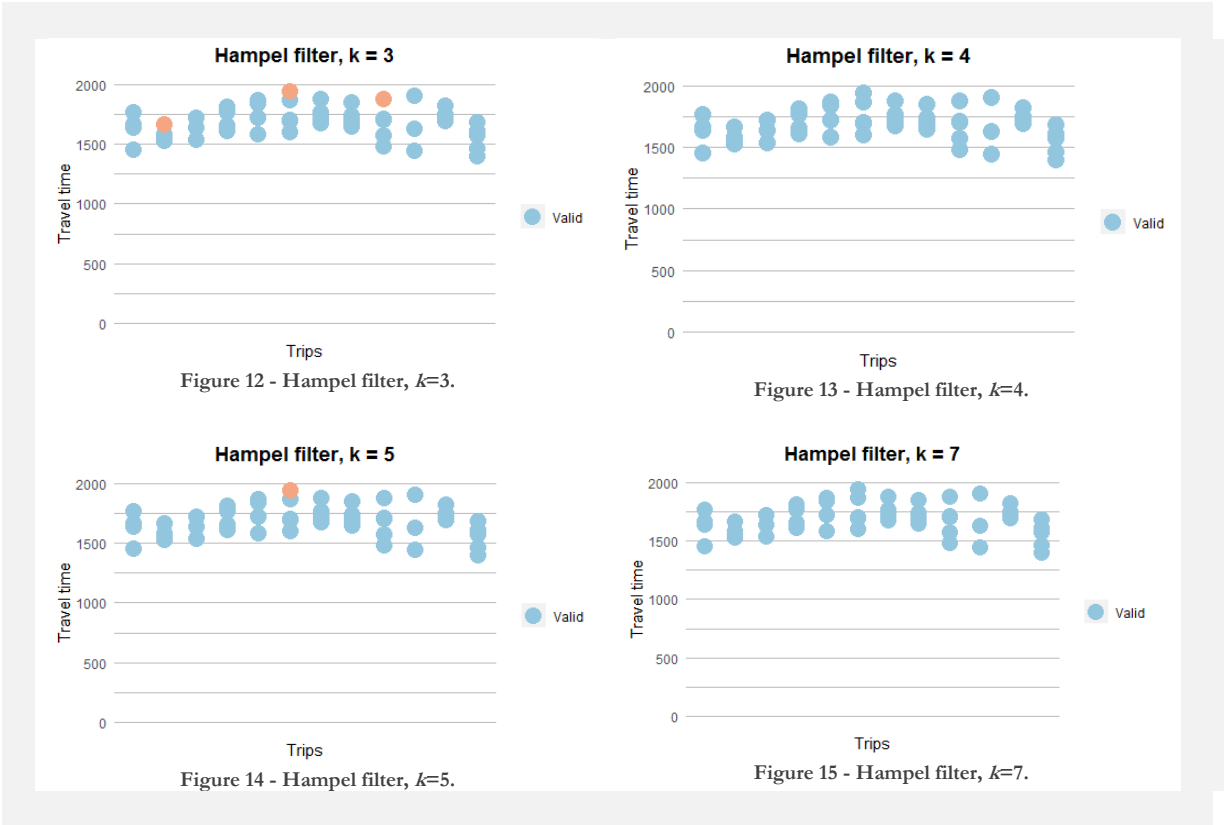 Hampel filter, k = 3
2000
1500
1000
500
0
Travel time
Trips
Valid
Figure 12 - Hampel filter, k=3.
Hampel filter, k = 4
2000
1500
1000
500
0
Travel time
Trips
Valid
Figure 13 - Hampel filter, k=4.
Hampel filter, k = 5
2000
1500
1000
500
0
Travel time
Trips
Valid
Figure 14 - Hampel filter, k=5.
Hampel filter, k = 7
2000
1500
1000
500
0
Travel time
Trips
Valid
Figure 15 - Hampel filter, k=7.